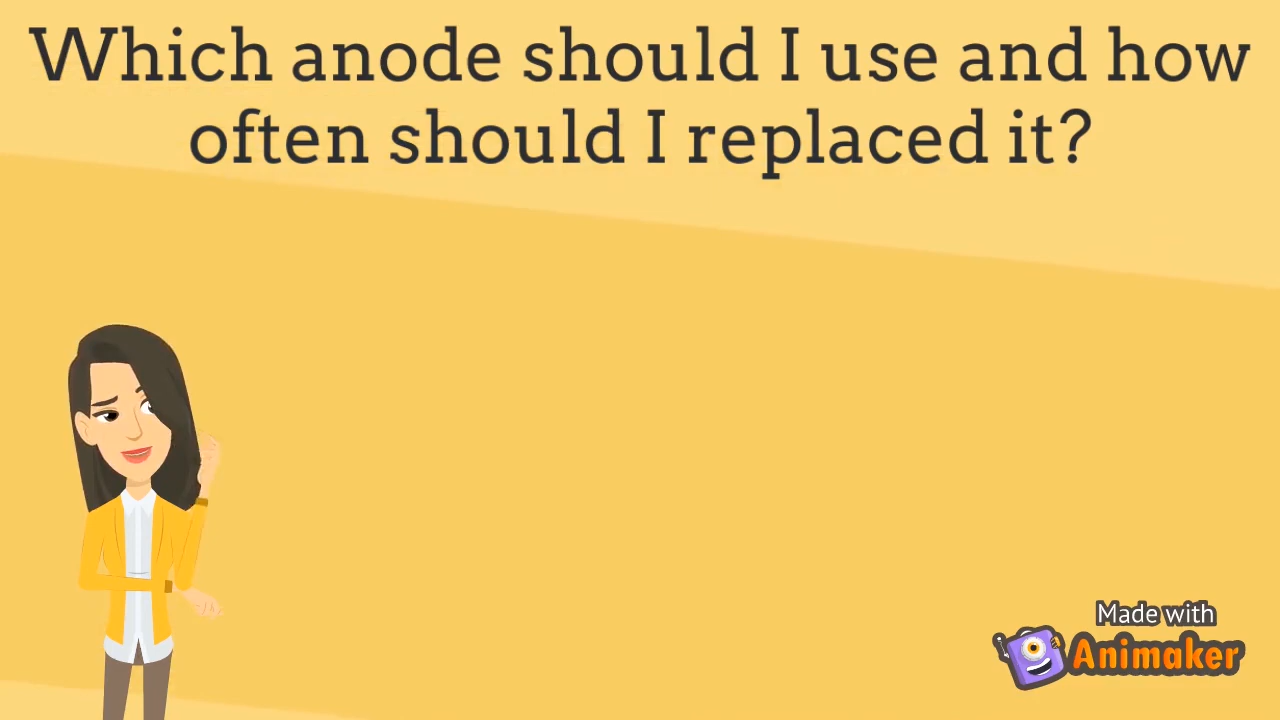 Which anode should I use and how
often should I replaced it?
Made with
Animaker